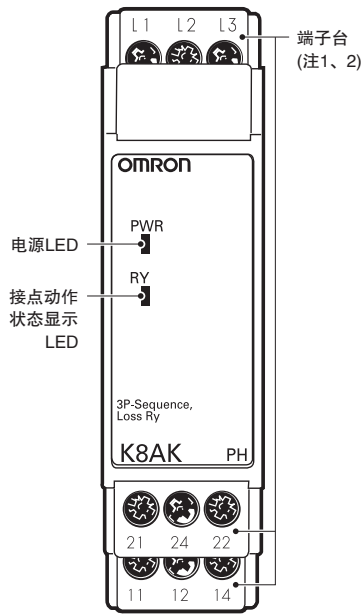 L1 L2 L3
端子台
(注1、2)
OMRON
PWR
电源LED
RY
接点动作
状态显示
LED
3P-Sequence,
Loss Ry
K8AK PH
21 24 22
11 12 14